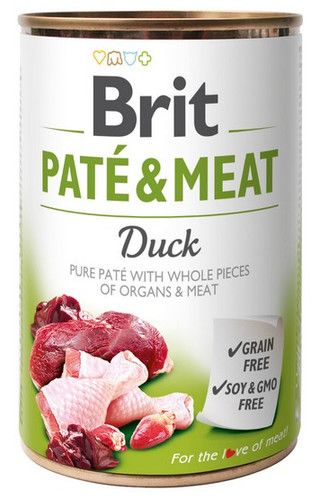 Brit
PATÉ & MEAT
Duck
PURE PATÉ WITH WHOLE PIECES
OF ORGANS & MEAT
✓GRAIN
FREE
✓SOY & GMO
FREE
For the love of meat!